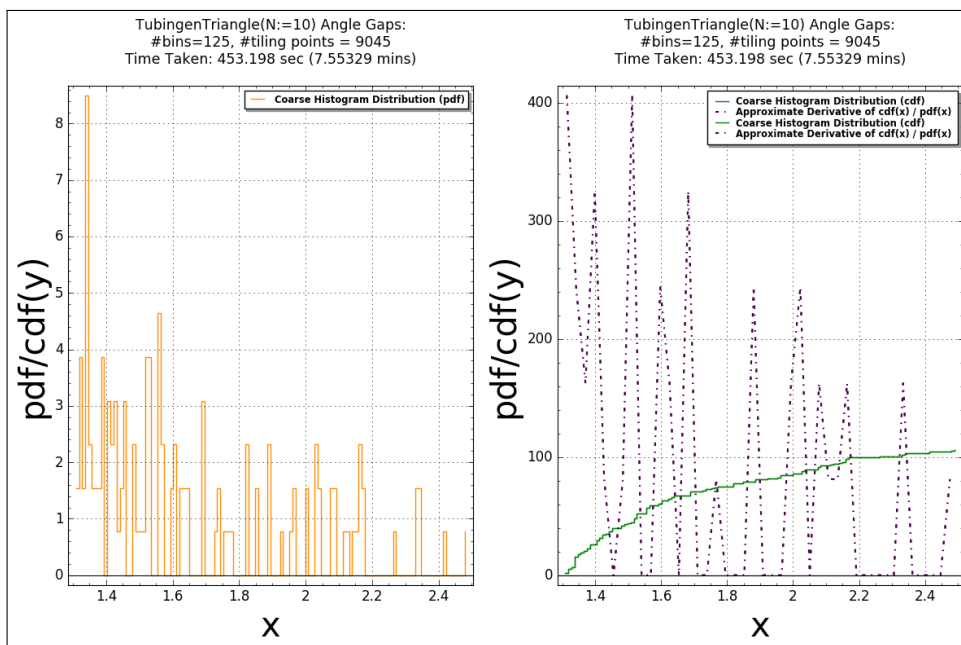 TubingenTriangle(N:=10) Angle Gaps:
#bins=125, #tiling points = 9045
Time Taken: 453.198 sec (7.55329 mins)
Coarse Histogram Distribution (pdf)
8
7
6
5
4
3
2
1
0
pdf/cdf(y)
1.4
1.6
1.8
2
2.2
2.4
x
TubingenTriangle(N:=10) Angle Gaps:
#bins=125, #tiling points = 9045
Time Taken: 453.198 sec (7.55329 mins)
Coarse Histogram Distribution (cdf)
Approximate Derivative of cdf(x) / pdf(x)
Coarse Histogram Distribution (cdf)
Approximate Derivative of cdf(x) / pdf(x)
400
300
200
100
0
pdf/cdf(y)
1.4
1.6
1.8
2
2.2
2.4
x